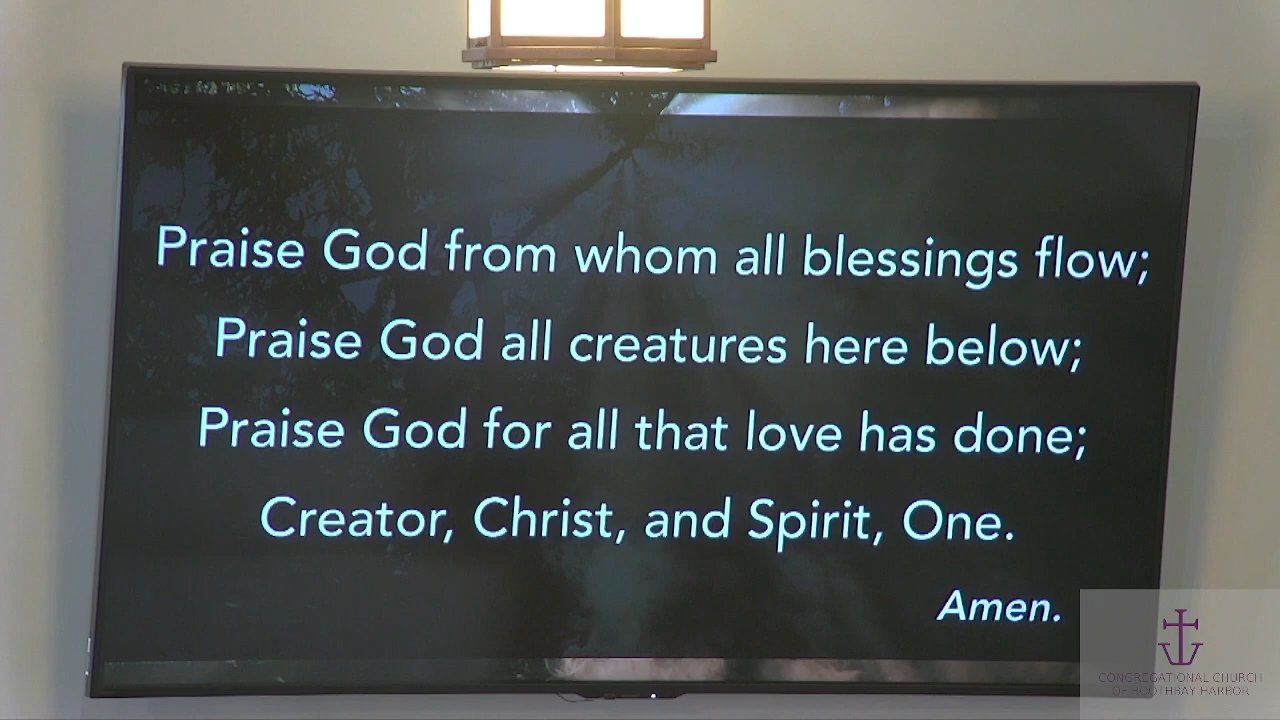 Praise God from whom all blessings flow;
Praise God all creatures here below;
Praise God for all that love has done;
Creator, Christ, and Spirit, One.
Amen.
CONGREGATIONAL CHURCH
OF BOOTHBAY HARBOR